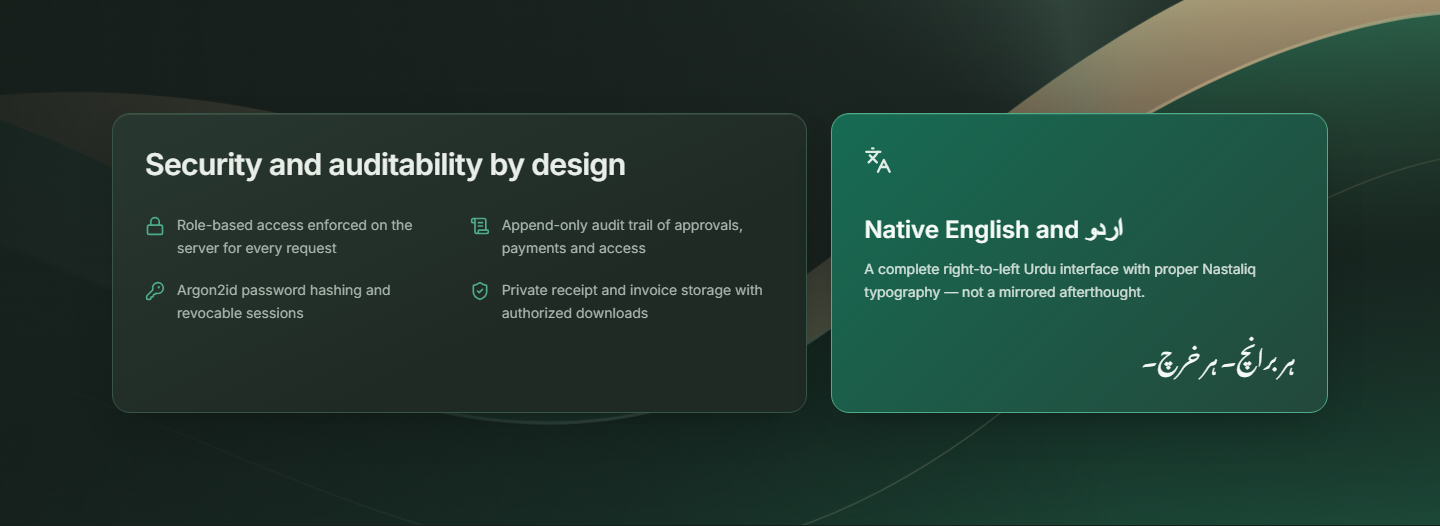 Security and auditability by design
Role-based access enforced on the
server for every request
Append-only audit trail of approvals,
payments and access
Argon2id password hashing and
revocable sessions
Private receipt and invoice storage with
authorized downloads
Native English and اردو
A complete right-to-left Urdu interface with proper Nastaliq
typography — not a mirrored afterthought.
ہر برانچ۔ ہر خرچ۔